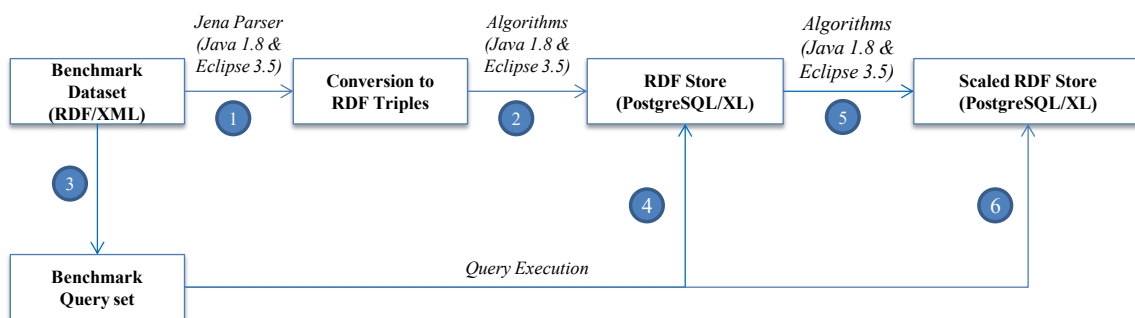 Jena Parser
(Java 1.8 &
Eclipse 3.5)
Algorithms
(Java 1.8 &
Eclipse 3.5)
Algorithms
(Java 1.8 &
Eclipse 3.5)
Benchmark
Dataset
(RDF/XML)
Conversion to
RDF Triples
RDF Store
(PostgreSQL/XL)
Scaled RDF Store
(PostgreSQL/XL)
1
2
5
3
4
6
Benchmark
Query set
Query Execution